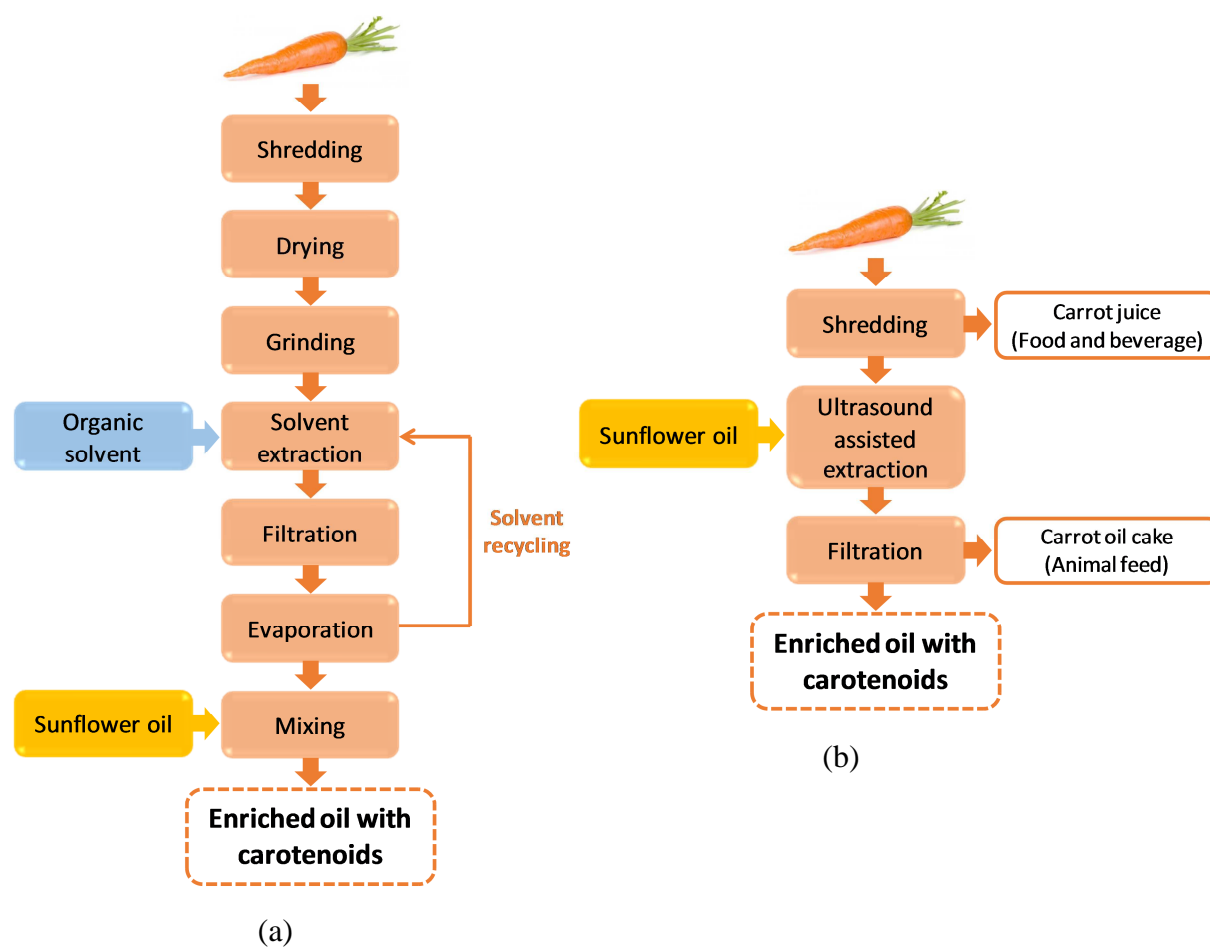 Shredding
Drying
Grinding
Organic
solvent
Solvent
extraction
Filtration
Solvent
recycling
Evaporation
Sunflower oil
Mixing
Enriched oil with
carotenoids
(a)
Shredding
Carrot juice
(Food and beverage)
Sunflower oil
Ultrasound
assisted
extraction
Filtration
Carrot oil cake
(Animal feed)
Enriched oil with
carotenoids
(b)